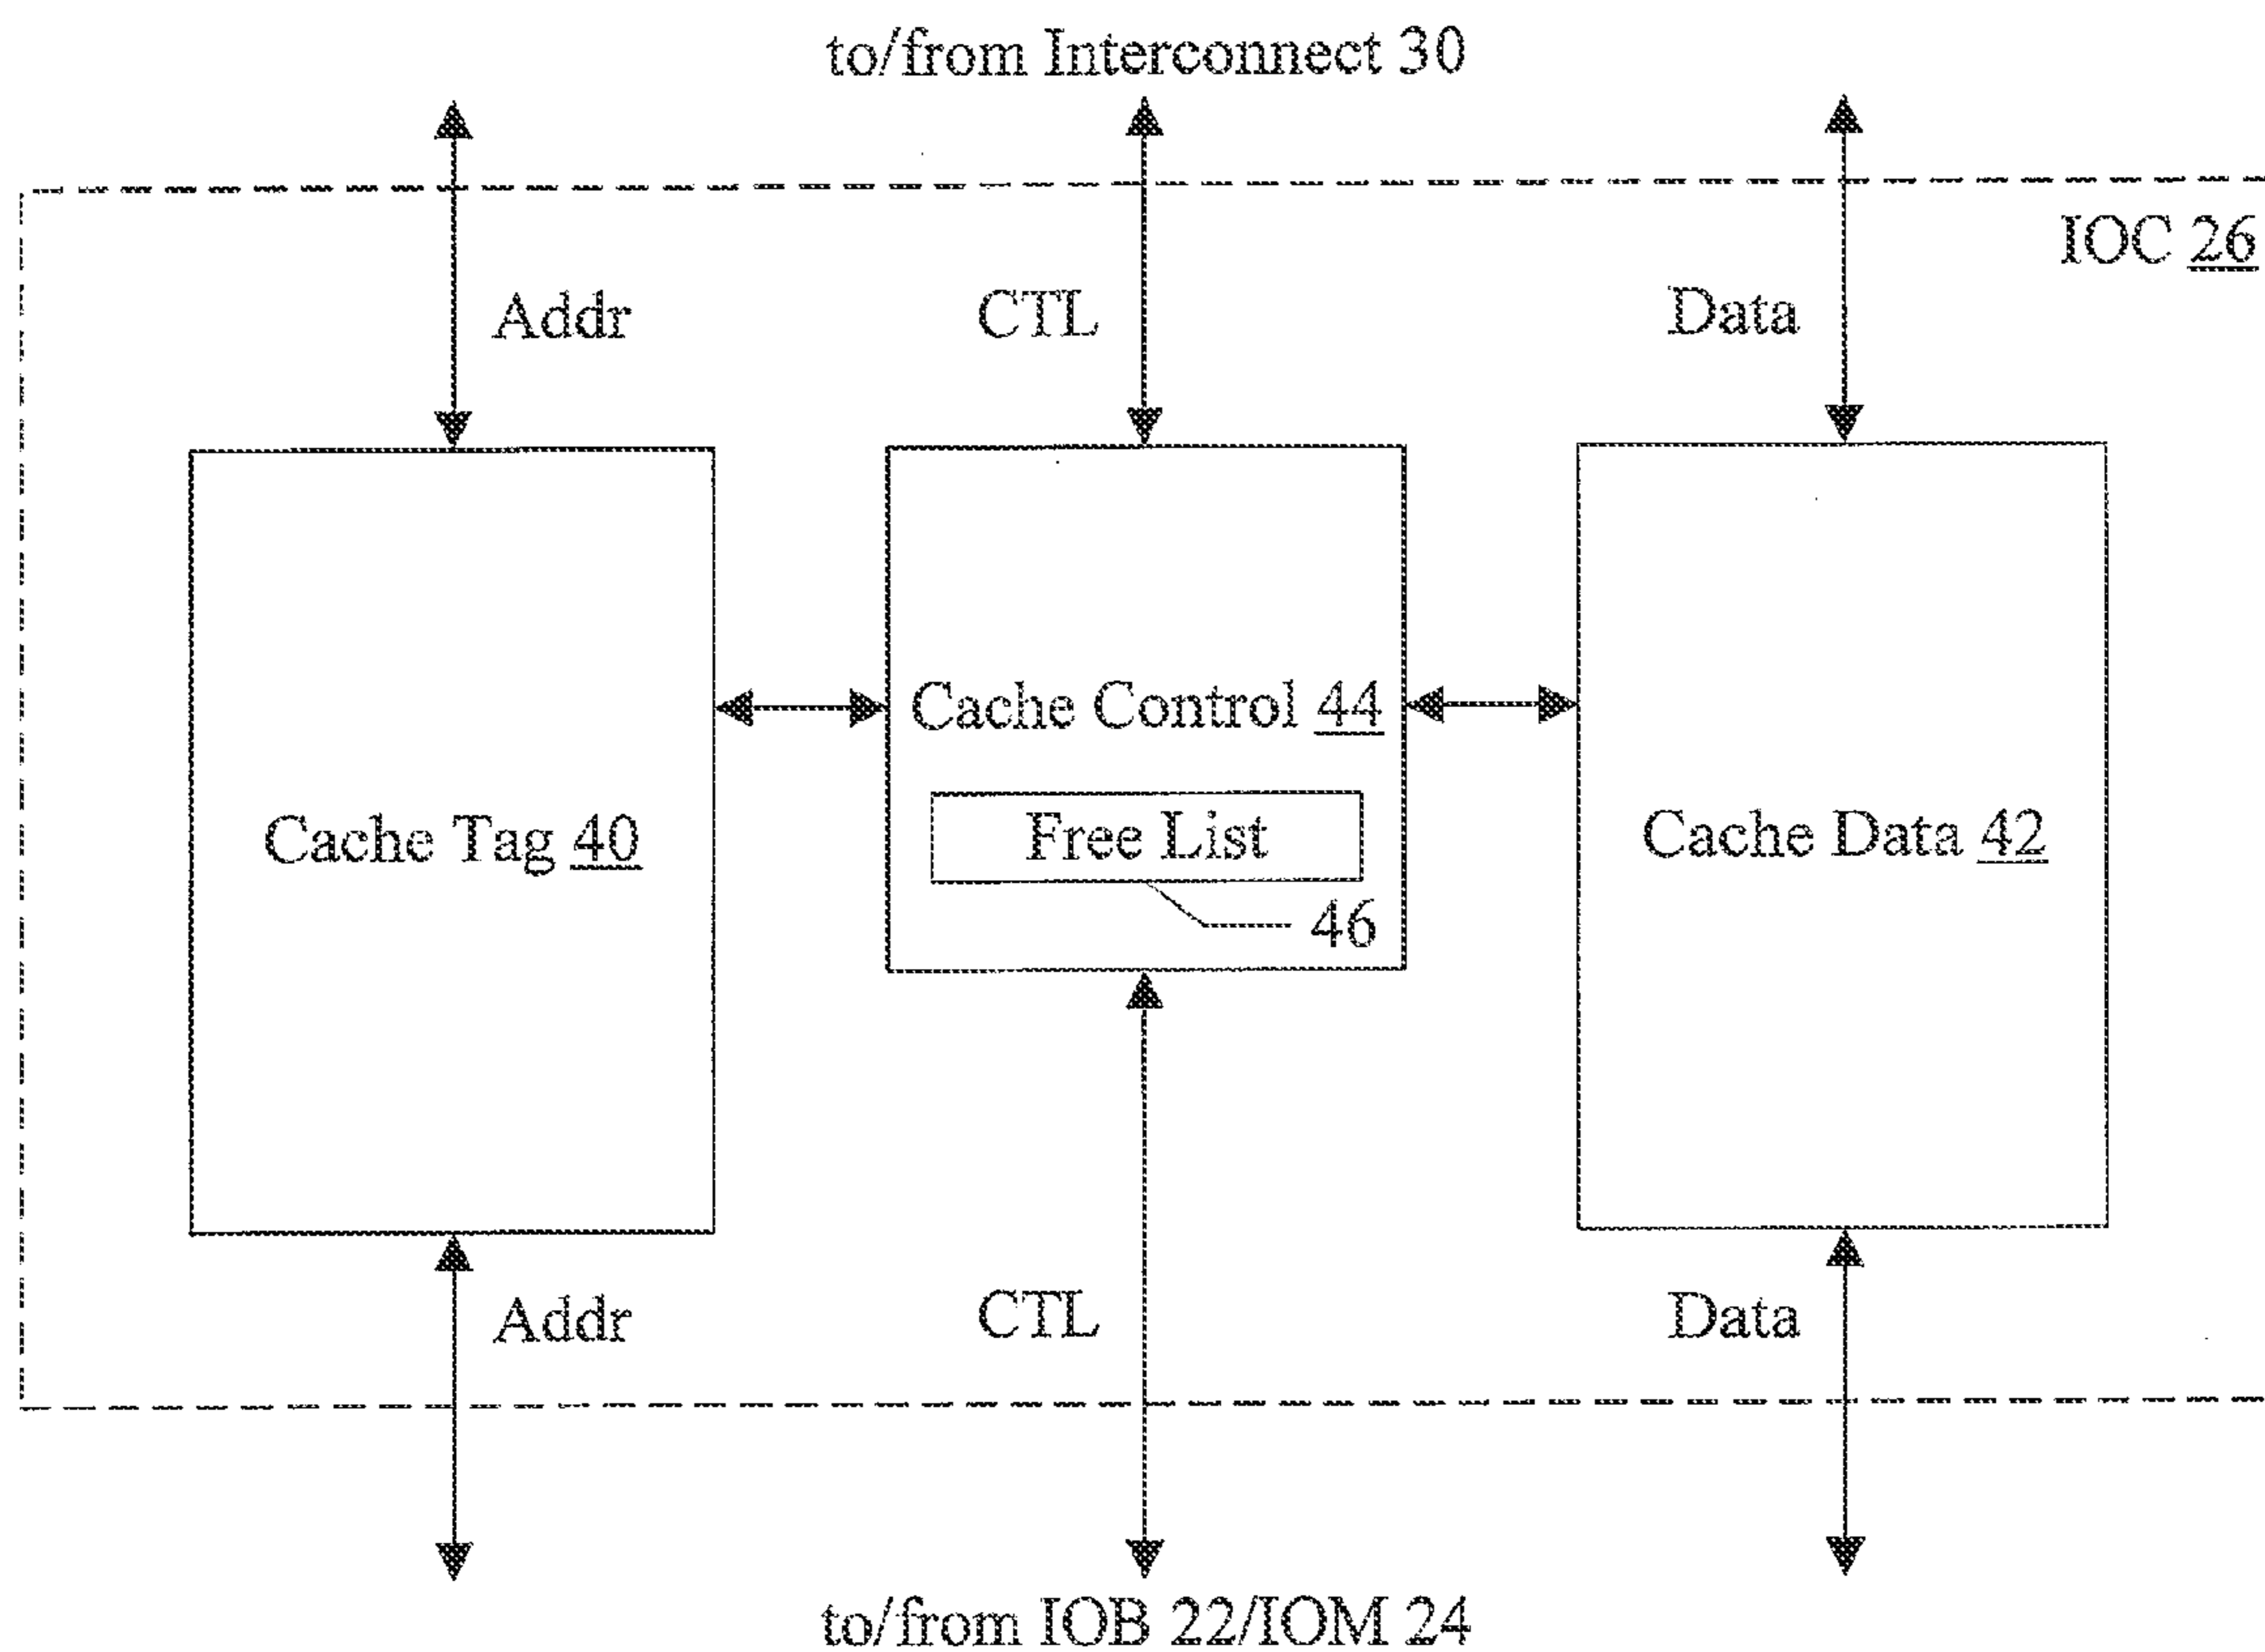 to/from Interconnect 30
IOC 26
Addr
CTL
Data
Cache Control 44
Cache Tag 40
Free List
Cache Data 42
46
Addr
CTL
Data
to/from IOB 22/IOM 24